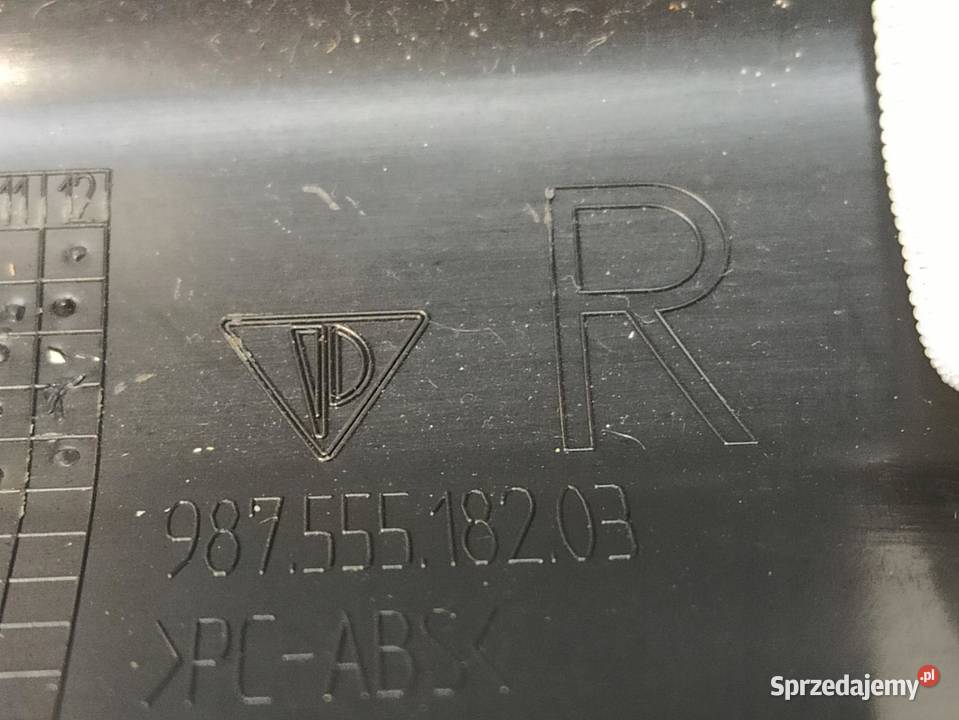 11 12
R
P
987.555.182.03
>PC-ABS<
Sprzedajemy.pl